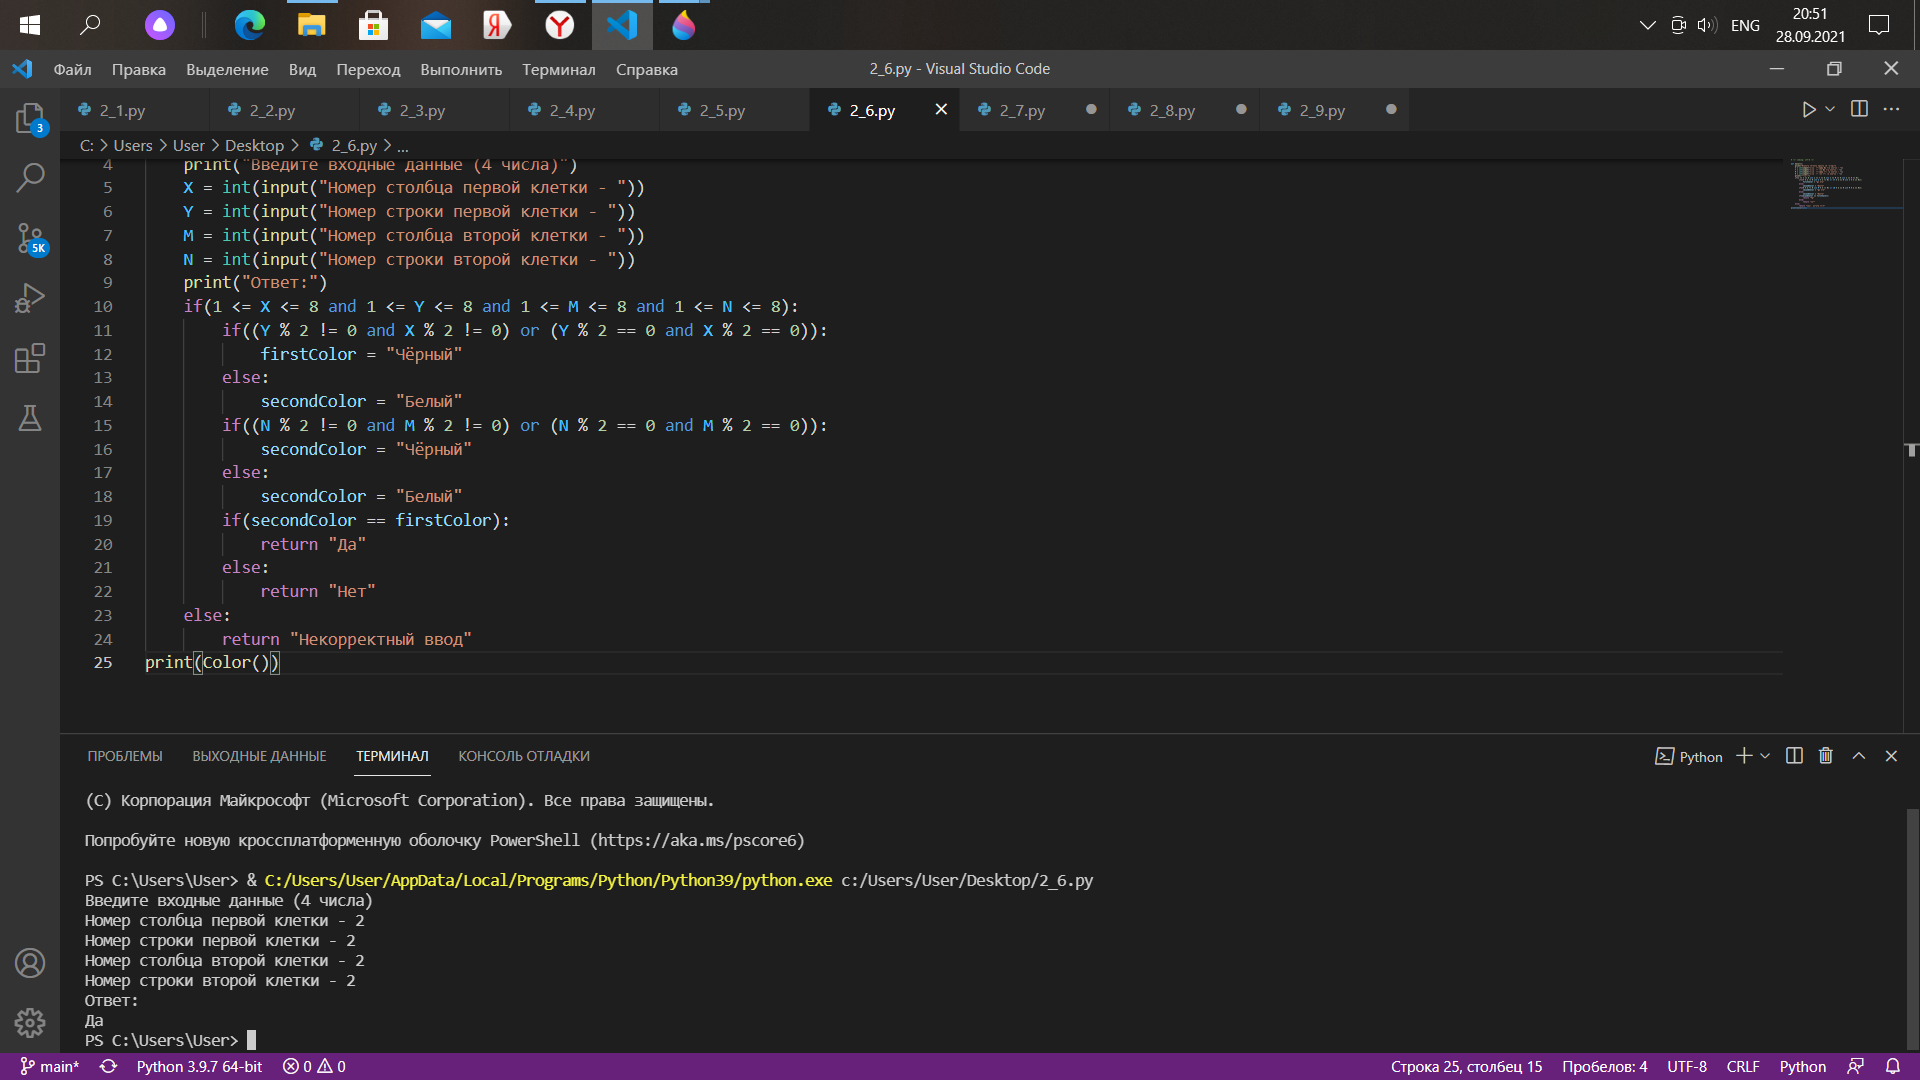 ENG
20:51
28.09.2021
Файл Правка Выделение Вид Переход Выполнить Терминал Справка
2_6.py - Visual Studio Code
2_1.py 2_2.py 2_3.py 2_4.py 2_5.py 2_6.py 2_7.py 2_8.py 2_9.py
C: > Users > User > Desktop > 2_6.py > ...
3
5K
4 print("Введите входные данные (4 числа)")
5 X = int(input("Номер столбца первой клетки - "))
6 Y = int(input("Номер строки первой клетки - "))
7 M = int(input("Номер столбца второй клетки - "))
8 N = int(input("Номер строки второй клетки - "))
9 print("Ответ:")
10 if(1 <= X <= 8 and 1 <= Y <= 8 and 1 <= M <= 8 and 1 <= N <= 8):
11 if((Y % 2 != 0 and X % 2 != 0) or (Y % 2 == 0 and X % 2 == 0)):
12 firstColor = "Чёрный"
13 else:
14 secondColor = "Белый"
15 if((N % 2 != 0 and M % 2 != 0) or (N % 2 == 0 and M % 2 == 0)):
16 secondColor = "Чёрный"
17 else:
18 secondColor = "Белый"
19 if(secondColor == firstColor):
20 return "Да"
21 else:
22 return "Нет"
23 else:
24 return "Некорректный ввод"
25 print(Color())
ПРОБЛЕМЫ ВЫХОДНЫЕ ДАННЫЕ ТЕРМИНАЛ КОНСОЛЬ ОТЛАДКИ
Python
(C) Корпорация Майкрософт (Microsoft Corporation). Все права защищены.
Попробуйте новую кроссплатформенную оболочку PowerShell (https://aka.ms/pscore6)
PS C:\Users\User> & C:/Users/User/AppData/Local/Programs/Python/Python39/python.exe c:/Users/User/Desktop/2_6.py
Введите входные данные (4 числа)
Номер столбца первой клетки - 2
Номер строки первой клетки - 2
Номер столбца второй клетки - 2
Номер строки второй клетки - 2
Ответ:
Да
PS C:\Users\User>
main* Python 3.9.7 64-bit 0 0 Строка 25, столбец 15 Пробелов: 4 UTF-8 CRLF Python